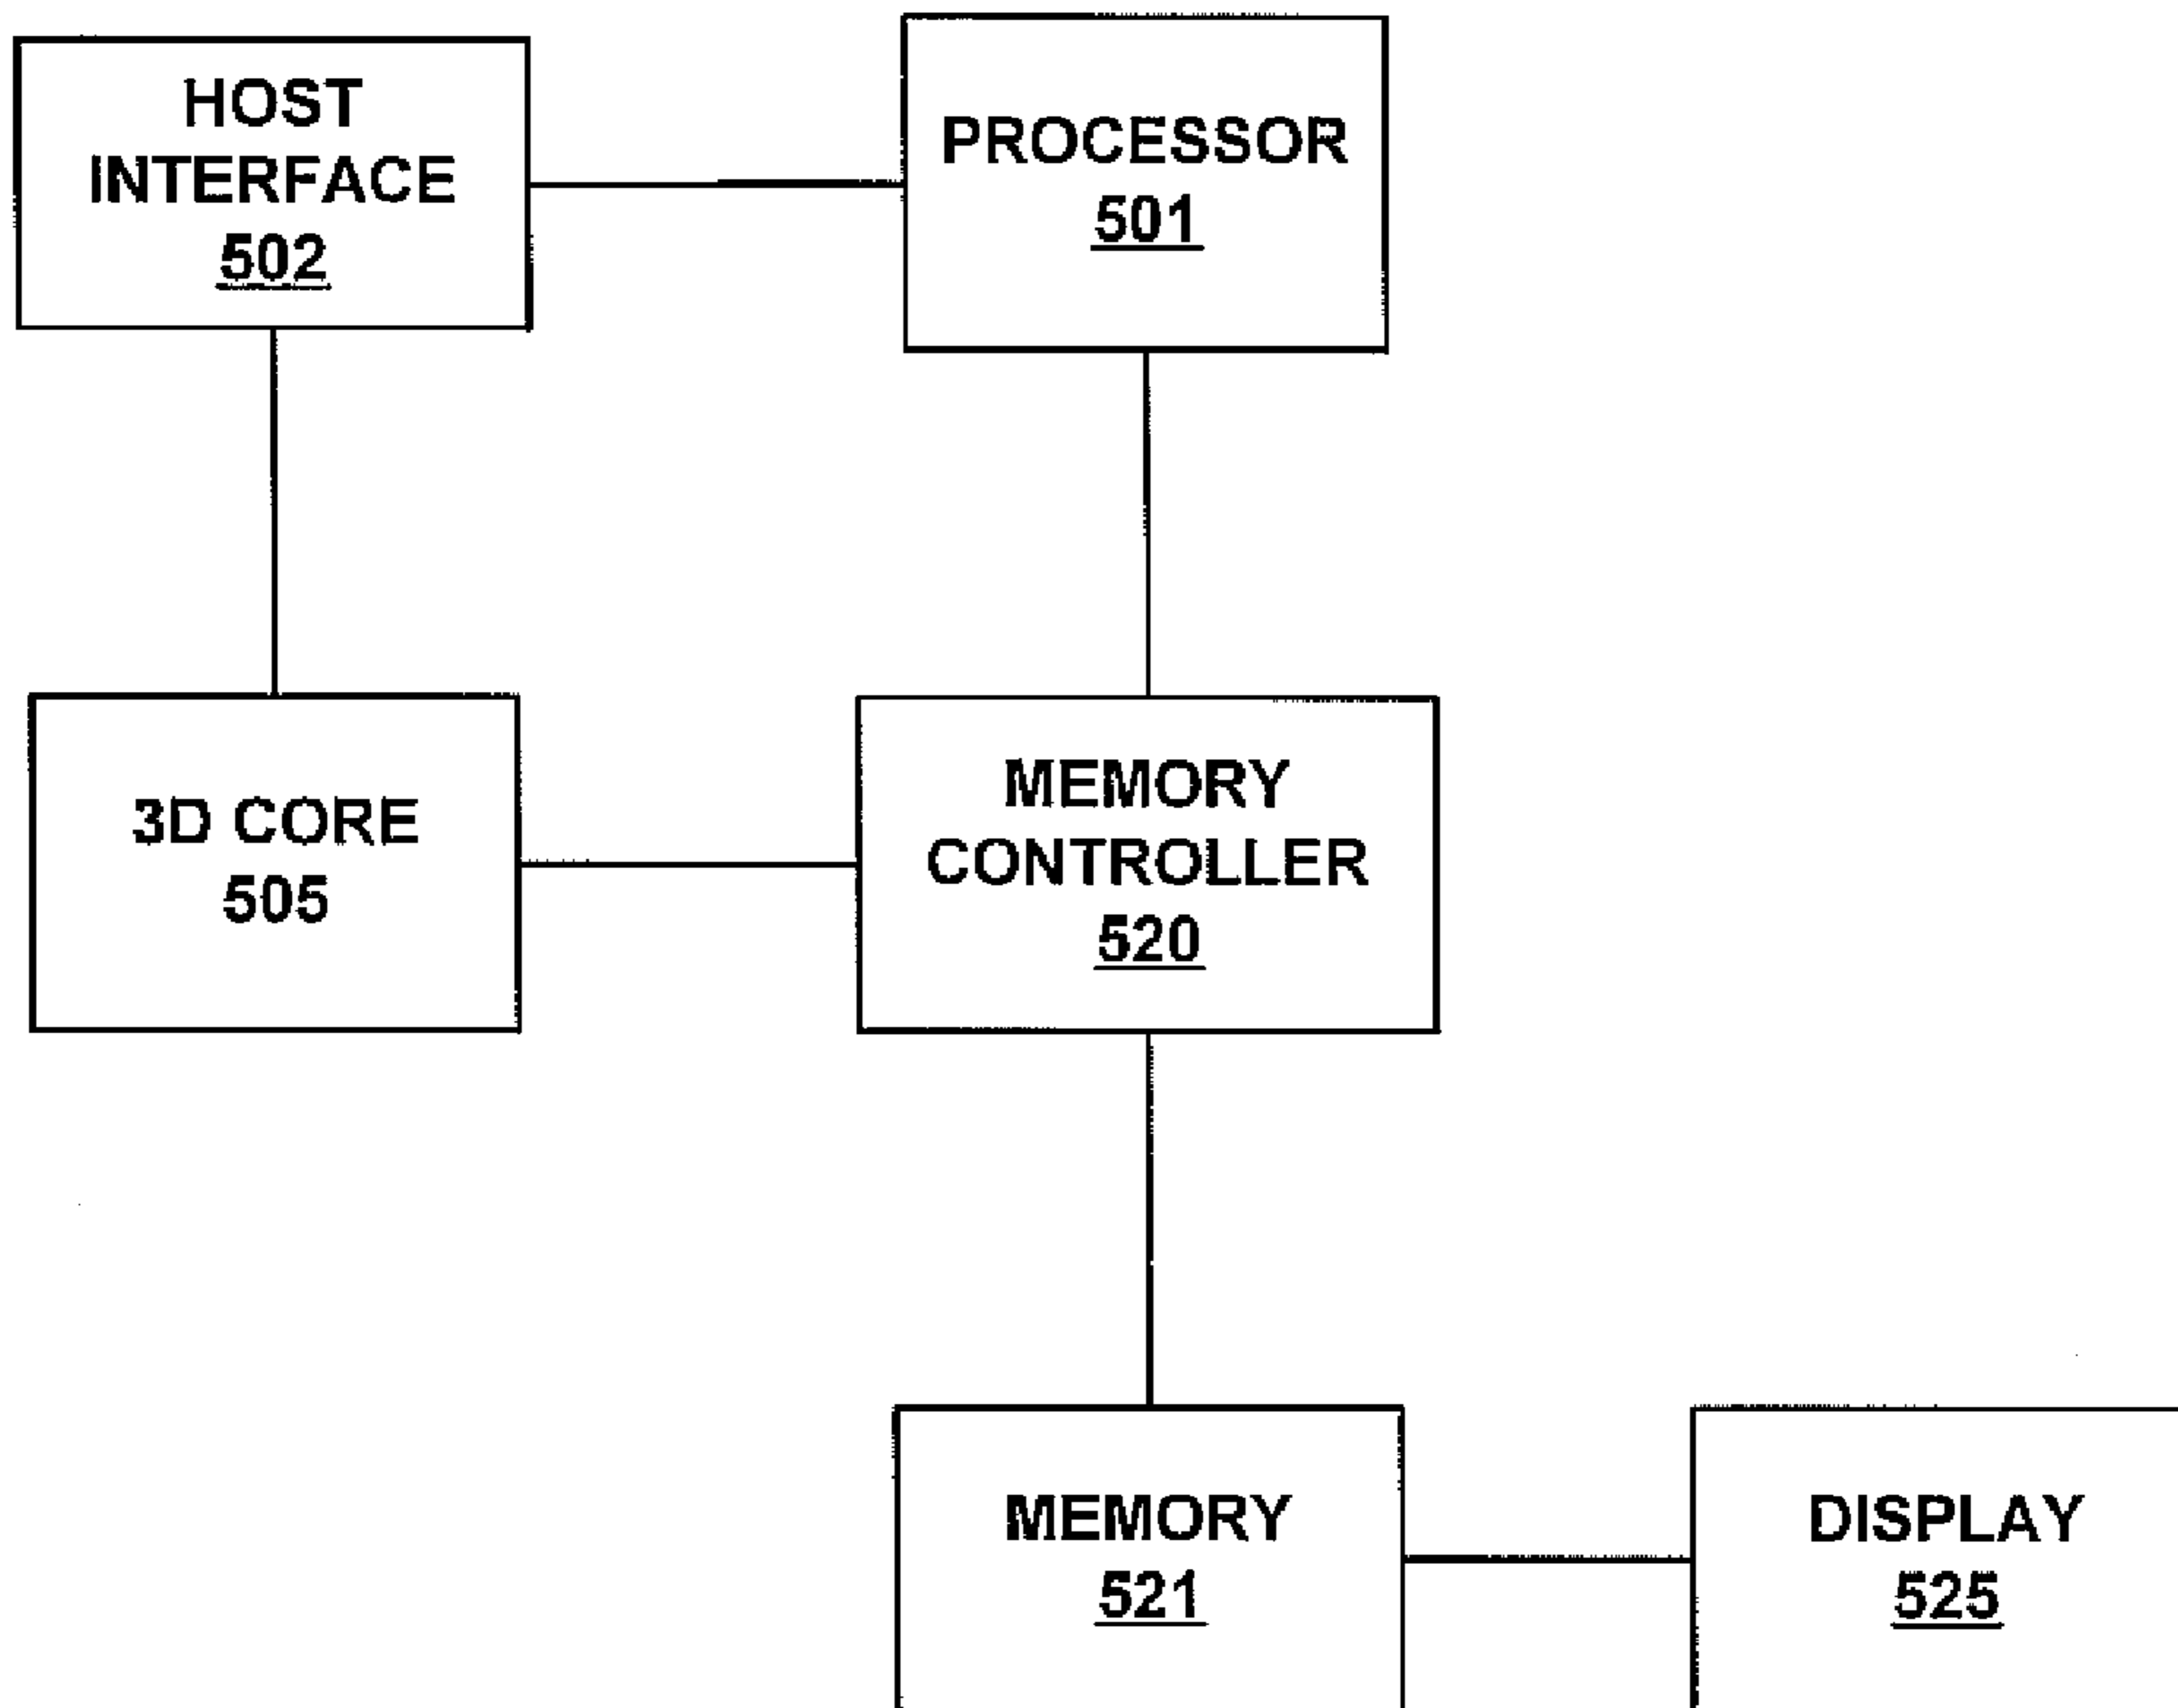 HOST
INTERFACE
502
PROCESSOR
501
3D CORE
505
MEMORY
CONTROLLER
520
MEMORY
521
DISPLAY
525